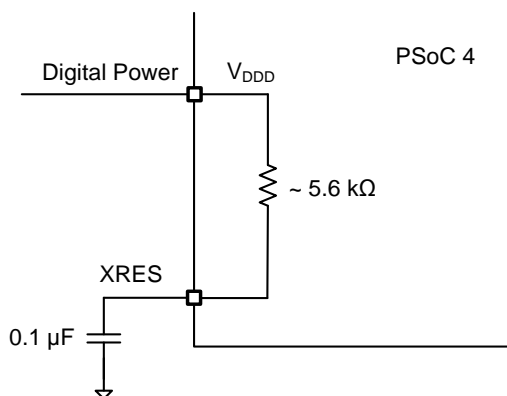 PSoC 4
Digital Power
VDDD
~ 5.6 kΩ
XRES
0.1 µF